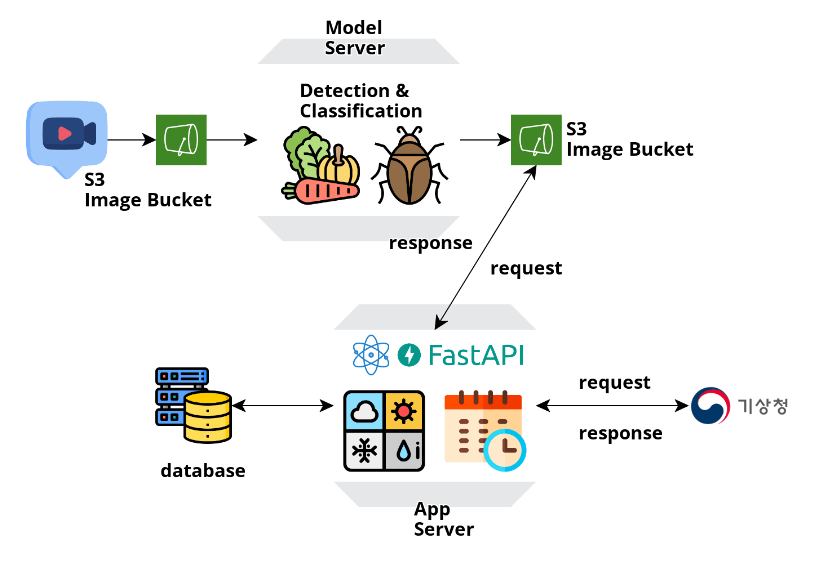 Model
Server
Detection &
Classification
S3
Image Bucket
S3
Image Bucket
response
request
FastAPI
request
기상청
response
database
i
App
Server